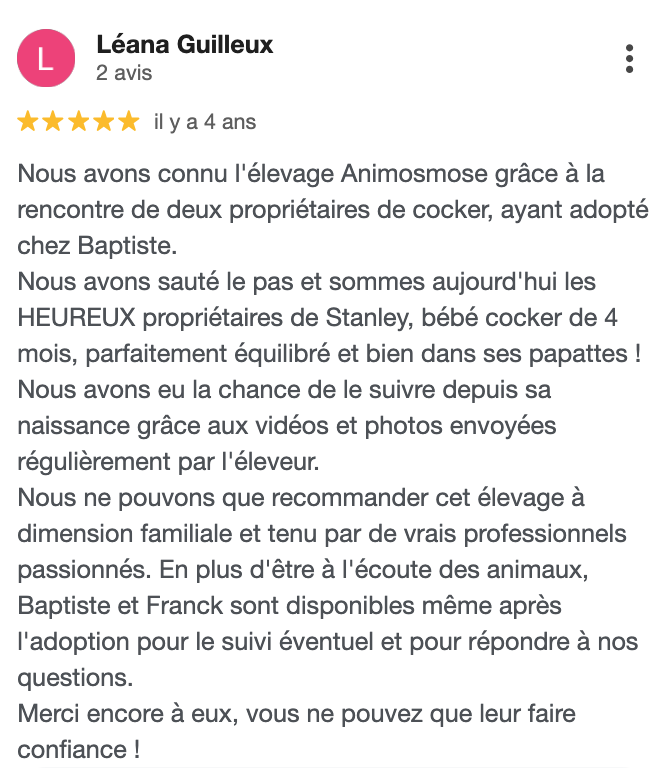 L
Léana Guilleux
2 avis
il y a 4 ans
Nous avons connu l'élevage Animosmose grâce à la
rencontre de deux propriétaires de cocker, ayant adopté
chez Baptiste.
Nous avons sauté le pas et sommes aujourd'hui les
HEUREUX propriétaires de Stanley, bébé cocker de 4
mois, parfaitement équilibré et bien dans ses papattes !
Nous avons eu la chance de le suivre depuis sa
naissance grâce aux vidéos et photos envoyées
régulièrement par l'éleveur.
Nous ne pouvons que recommander cet élevage à
dimension familiale et tenu par de vrais professionnels
passionnés. En plus d'être à l'écoute des animaux,
Baptiste et Franck sont disponibles même après
l'adoption pour le suivi éventuel et pour répondre à nos
questions.
Merci encore à eux, vous ne pouvez que leur faire
confiance !